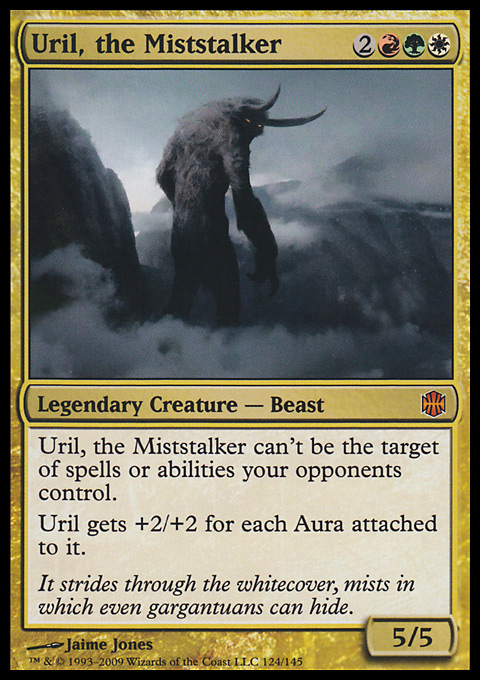 Uril, the Miststalker 2
Legendary Creature — Beast
Uril, the Miststalker can't be the target
of spells or abilities your opponents
control.
Uril gets +2/+2 for each Aura attached
to it.
It strides through the whitecover, mists in
which even gargantuans can hide.
Jaime Jones
5/5
™ & © 1993–2009 Wizards of the Coast LLC 124/145